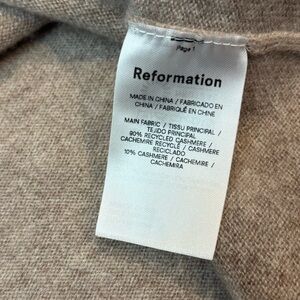 Page 1
Reformation
MADE IN CHINA / FABRICADO EN
CHINA / FABRIQUÉ EN CHINE
MAIN FABRIC / TISSU PRINCIPAL /
TEJIDO PRINCIPAL
90% RECYCLED CASHMERE /
CACHEMIRE RECYCLÉ / CASHMERE
RECICLADO
10% CASHMERE / CACHEMIRE /
CACHEMIRA